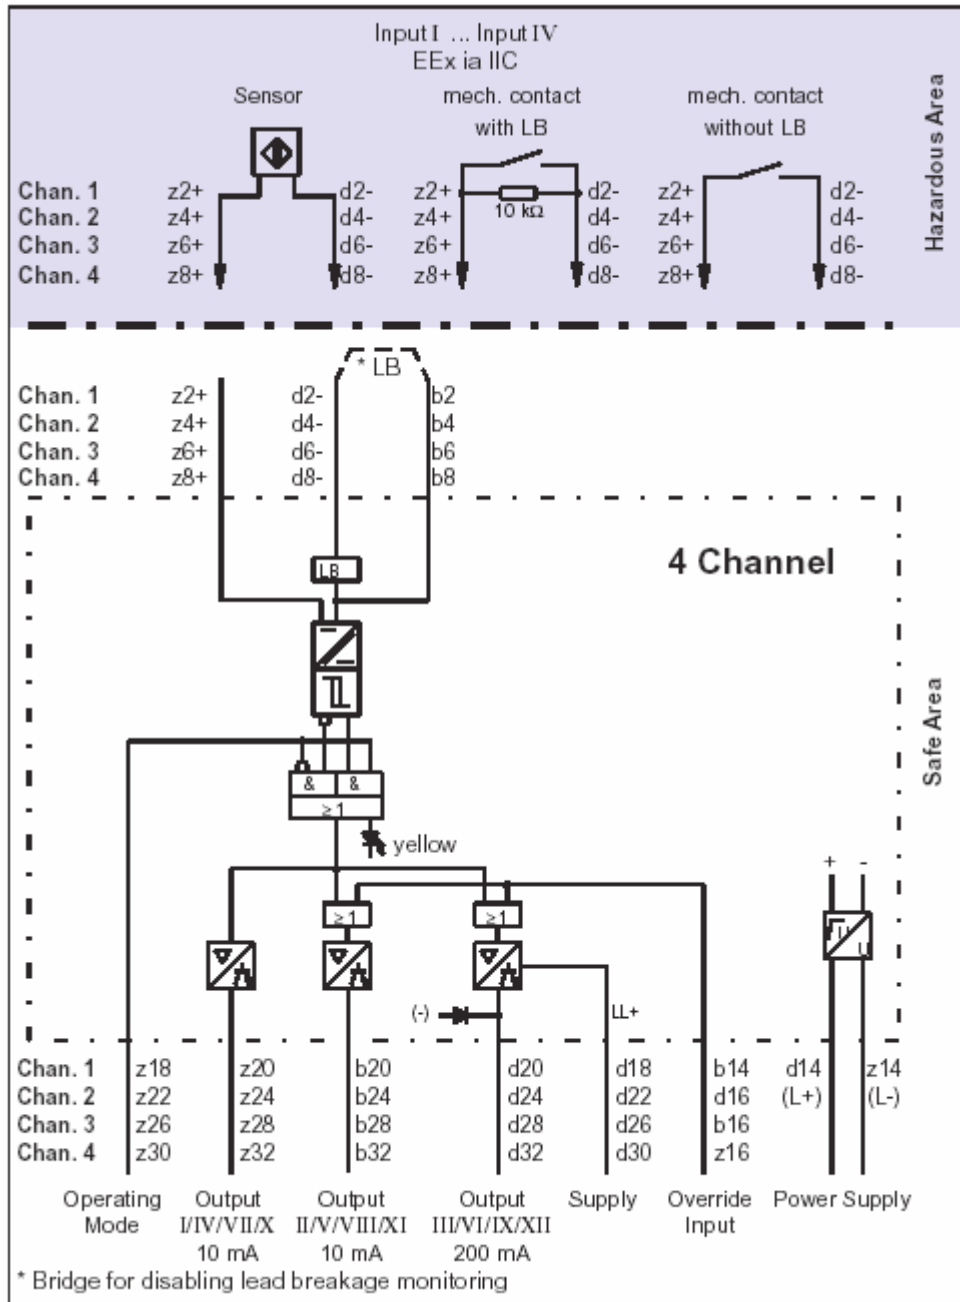 Input I ... Input IV
EEx ia IIC
Sensor
mech. contact
with LB
mech. contact
without LB
Hazardous Area
Chan. 1 z2+ d2- z2+ d2- z2+ d2-
Chan. 2 z4+ d4- z4+ 10 kΩ d4- z4+ d4-
Chan. 3 z6+ d6- z6+ d6- z6+ d6-
Chan. 4 z8+ d8- z8+ d8- z8+ d8-
* LB
Chan. 1 z2+ d2- b2
Chan. 2 z4+ d4- b4
Chan. 3 z6+ d6- b6
Chan. 4 z8+ d8- b8
4 Channel
LB
Safe Area
& &
≥ 1
yellow
+ -
≥ 1 ≥ 1
U
U
(-) LL+
Chan. 1 z18 z20 b20 d20 d18 b14 d14 z14
Chan. 2 z22 z24 b24 d24 d22 d16 (L+) (L-)
Chan. 3 z26 z28 b28 d28 d26 b16
Chan. 4 z30 z32 b32 d32 d30 z16
Operating Output Output Output Supply Override Power Supply
Mode I/IV/VII/X II/V/VIII/XI III/VI/IX/XII Input
10 mA 10 mA 200 mA
* Bridge for disabling lead breakage monitoring